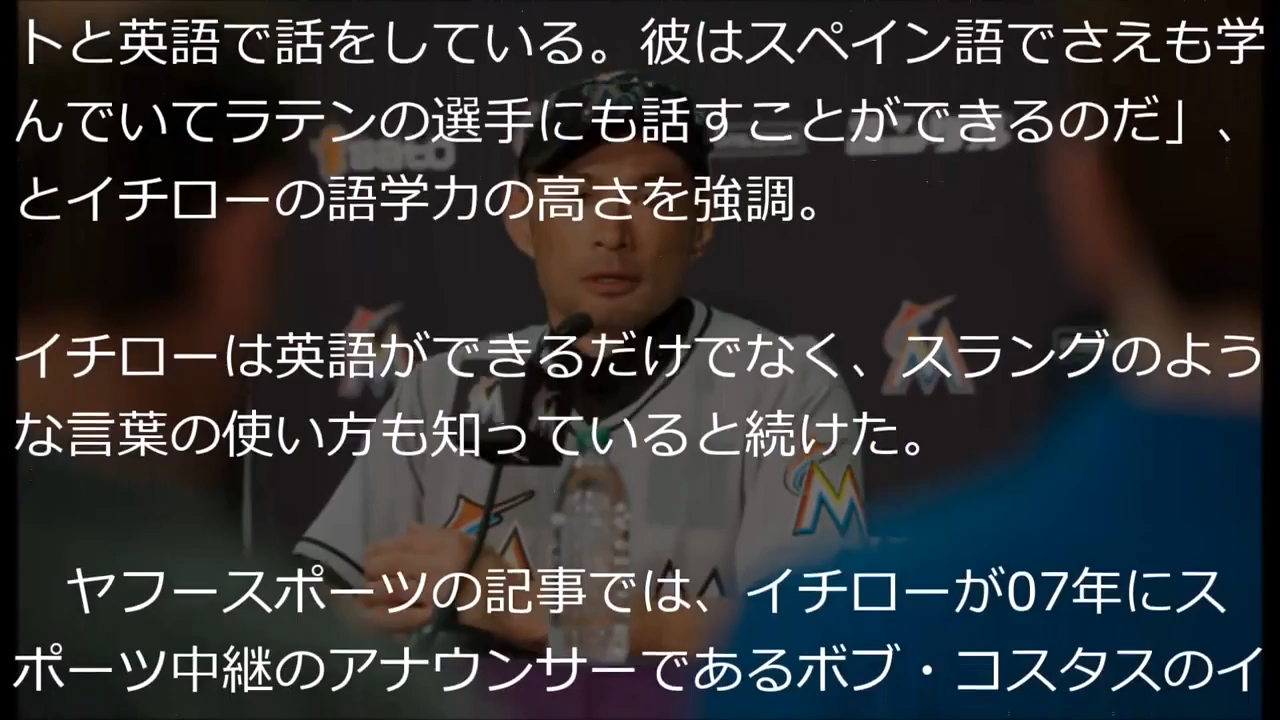 トと英語で話をしている。彼はスペイン語でさえも学
んでいてラテンの選手にも話すことができるのだ」、
とイチローの語学力の高さを強調。
イチローは英語ができるだけでなく、スラングのよう
な言葉の使い方も知っていると続けた。
ヤフースポーツの記事では、イチローが07年にス
ポーツ中継のアナウンサーであるボブ・コスタスのイ